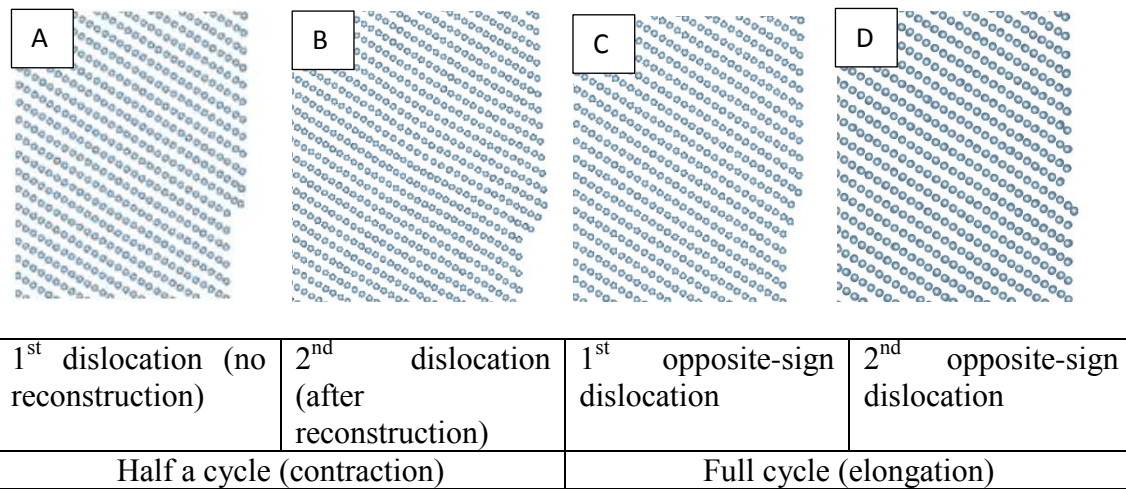 A
B
C
D
1st dislocation (no reconstruction)
2nd dislocation (after reconstruction)
1st opposite-sign dislocation
2nd opposite-sign dislocation
Half a cycle (contraction)
Full cycle (elongation)